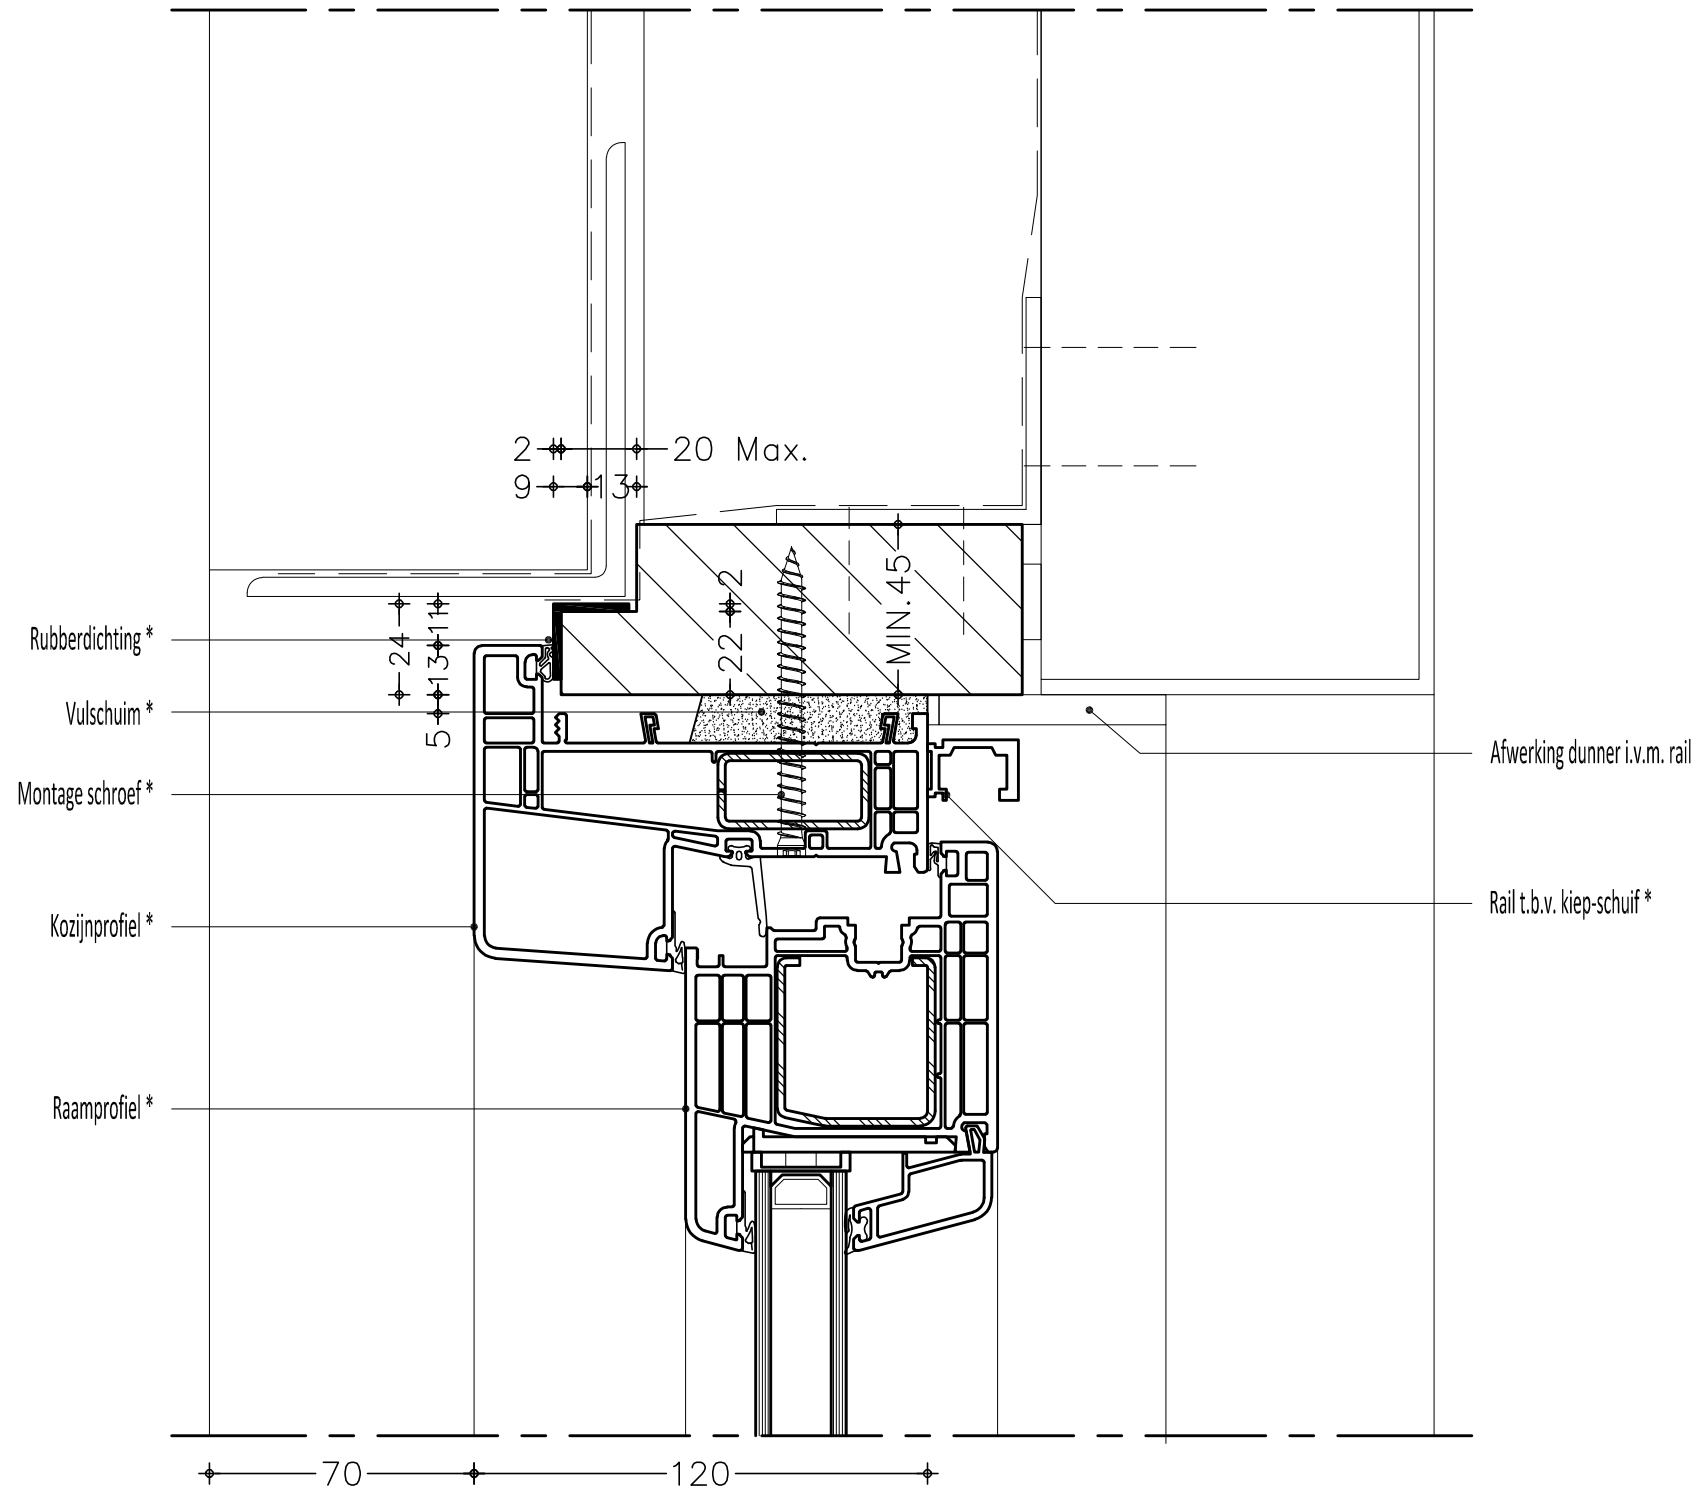 2
20 Max.
9
13
2
MIN.45
11
24
22
13
Rubberdichting *
5
Vulschuim *
Afwerking dunner i.v.m. rail
Montage schroef *
Rail t.b.v. kiep-schuif *
Kozijnprofiel *
Raamprofiel *
70
120